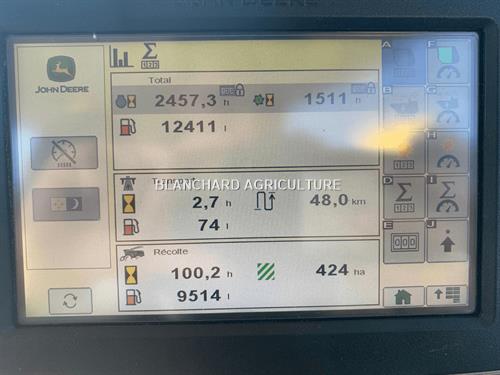 JOHN DEERE
Total
2457,3 h 1511 h
12411 l
Transport
BLANCHARD AGRICULTURE
2,7 h 48,0 km
74 l
Récolte
100,2 h 424 ha
9514 l
A
F
B
G
H
D
I
E
J